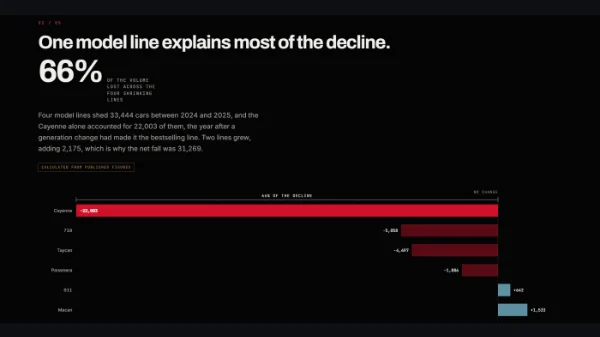 One model line explains most of the decline.
66%
OF THE VOLUME
LOST ACROSS THE
FOUR SHRINKING
LINES
Four model lines shed 33,444 cars between 2024 and 2025, and the
Cayenne alone accounted for 22,003 of them, the year after a
generation change had made it the bestselling line. Two lines grew,
adding 2,175, which is why the net fall was 31,269.
CALCULATED FROM PUBLISHED FIGURES
NO CHANGE
66% OF THE DECLINE
Cayenne
-22,003
718
Taycan
-4,497
Panamera
911
Macan